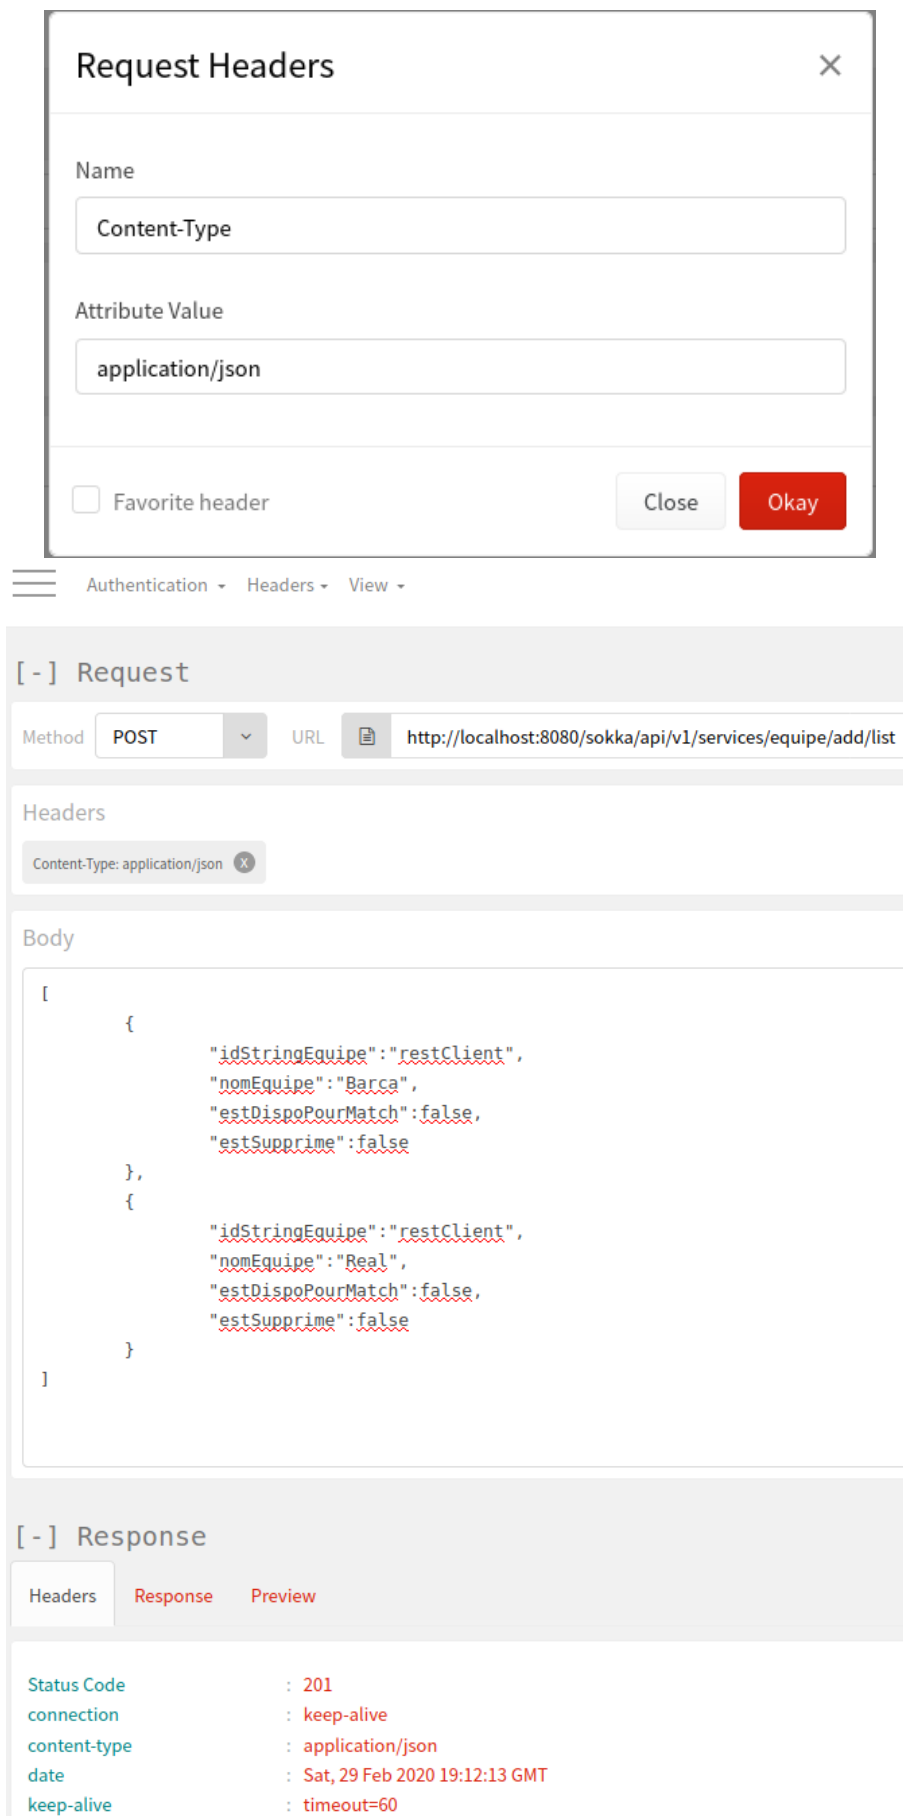 Request Headers
Name
Content-Type
Attribute Value
application/json
Favorite header
Close
Okay
Authentication
Headers
View
[-] Request
Method
POST
URL
http://localhost:8080/sokka/api/v1/services/equipe/add/list
Headers
Content-Type: application/json
X
Body
[
{
"idStringEquipe":"restClient",
"nomEquipe":"Barca",
"estDispoPourMatch":false,
"estSupprime":false
},
{
"idStringEquipe":"restClient",
"nomEquipe":"Real",
"estDispoPourMatch":false,
"estSupprime":false
}
]
[-] Response
Headers Response Preview
Status Code : 201
connection : keep-alive
content-type : application/json
date : Sat, 29 Feb 2020 19:12:13 GMT
keep-alive : timeout=60